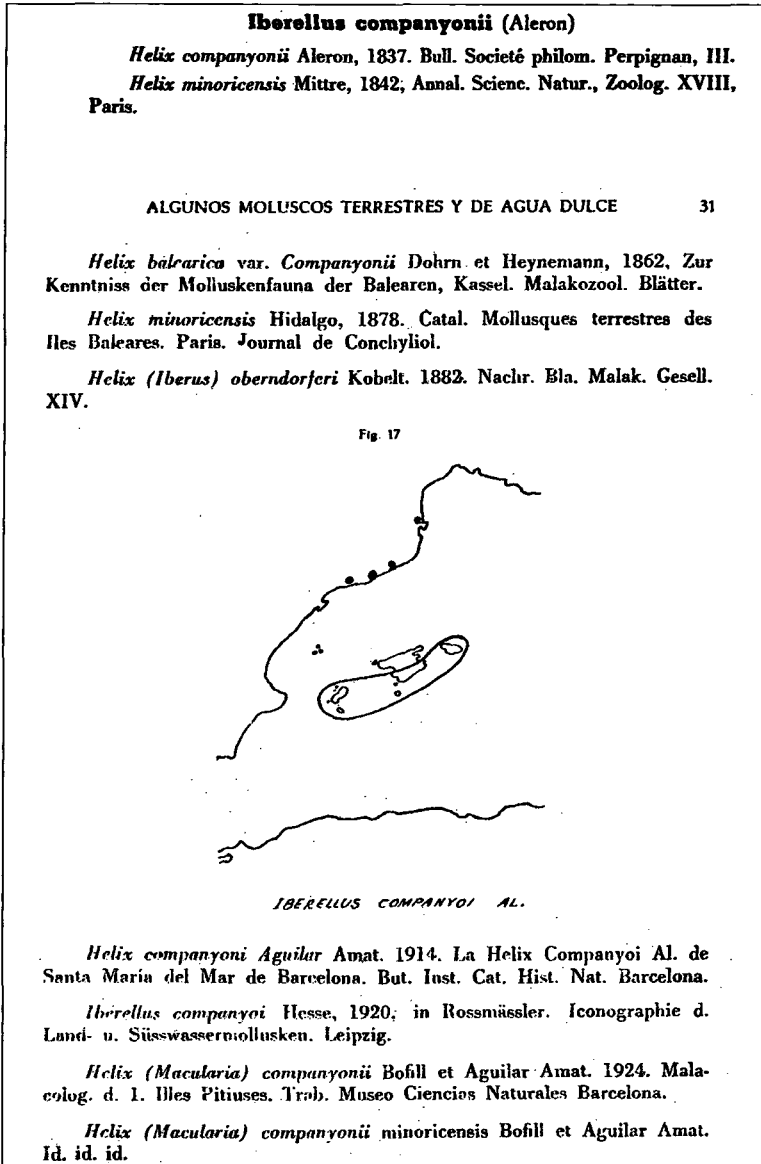 Iberellus companyonii (Aleron)
Helix companyonii Aleron, 1837. Bull. Societé philom. Perpignan, III.
Helix minoricensis Mittre, 1842; Annal. Scienc. Natur., Zoolog. XVIII,
Paris.
ALGUNOS MOLUSCOS TERRESTRES Y DE AGUA DULCE 31
Helix balearica var. Companyonii Dohrn et Heynemann, 1862, Zur
Kenntniss der Molluskenfauna der Balearen, Kassel. Malakozool. Blätter.
Helix minoricensis Hidalgo, 1878. Catal. Mollusques terrestres des
Iles Baleares. Paris. Journal de Conchyliol.
Helix (Iberus) oberndorferi Kobelt. 1882. Nachr. Bla. Malak. Gesell.
XIV.
Fig. 17
IBERELLUS COMPANYOI AL.
Helix companyoni Aguilar Amat. 1914. La Helix Companyoi Al. de
Santa María del Mar de Barcelona. But. Inst. Cat. Hist. Nat. Barcelona.
Iberellus companyoi Hesse, 1920, in Rossmässler. Iconographie d.
Land- u. Süsswassermollusken. Leipzig.
Helix (Macularia) companyonii Bofill et Aguilar Amat. 1924. Mala-
colog. d. l. Illes Pitiuses. Trab. Museo Ciencias Naturales Barcelona.
Helix (Macularia) companyonii minoricensis Bofill et Aguilar Amat.
Id. id. id.